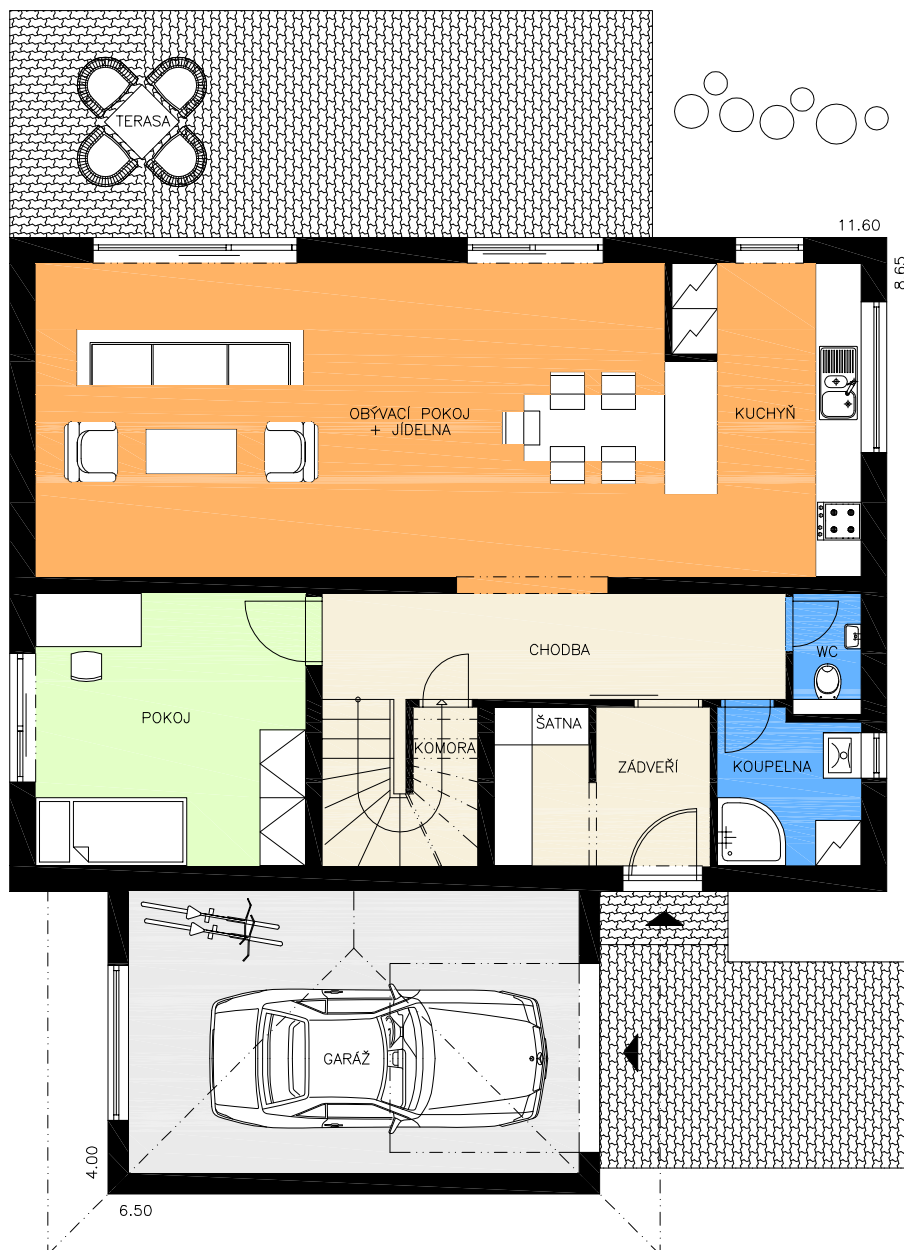 TERASA
11.60
8.65
OBÝVACÍ POKOJ
+ JÍDELNA
KUCHYŇ
CHODBA
WC
POKOJ
ŠATNA
KOMORA
ZÁDVEŘÍ
KOUPELNA
GARÁŽ
4.00
6.50